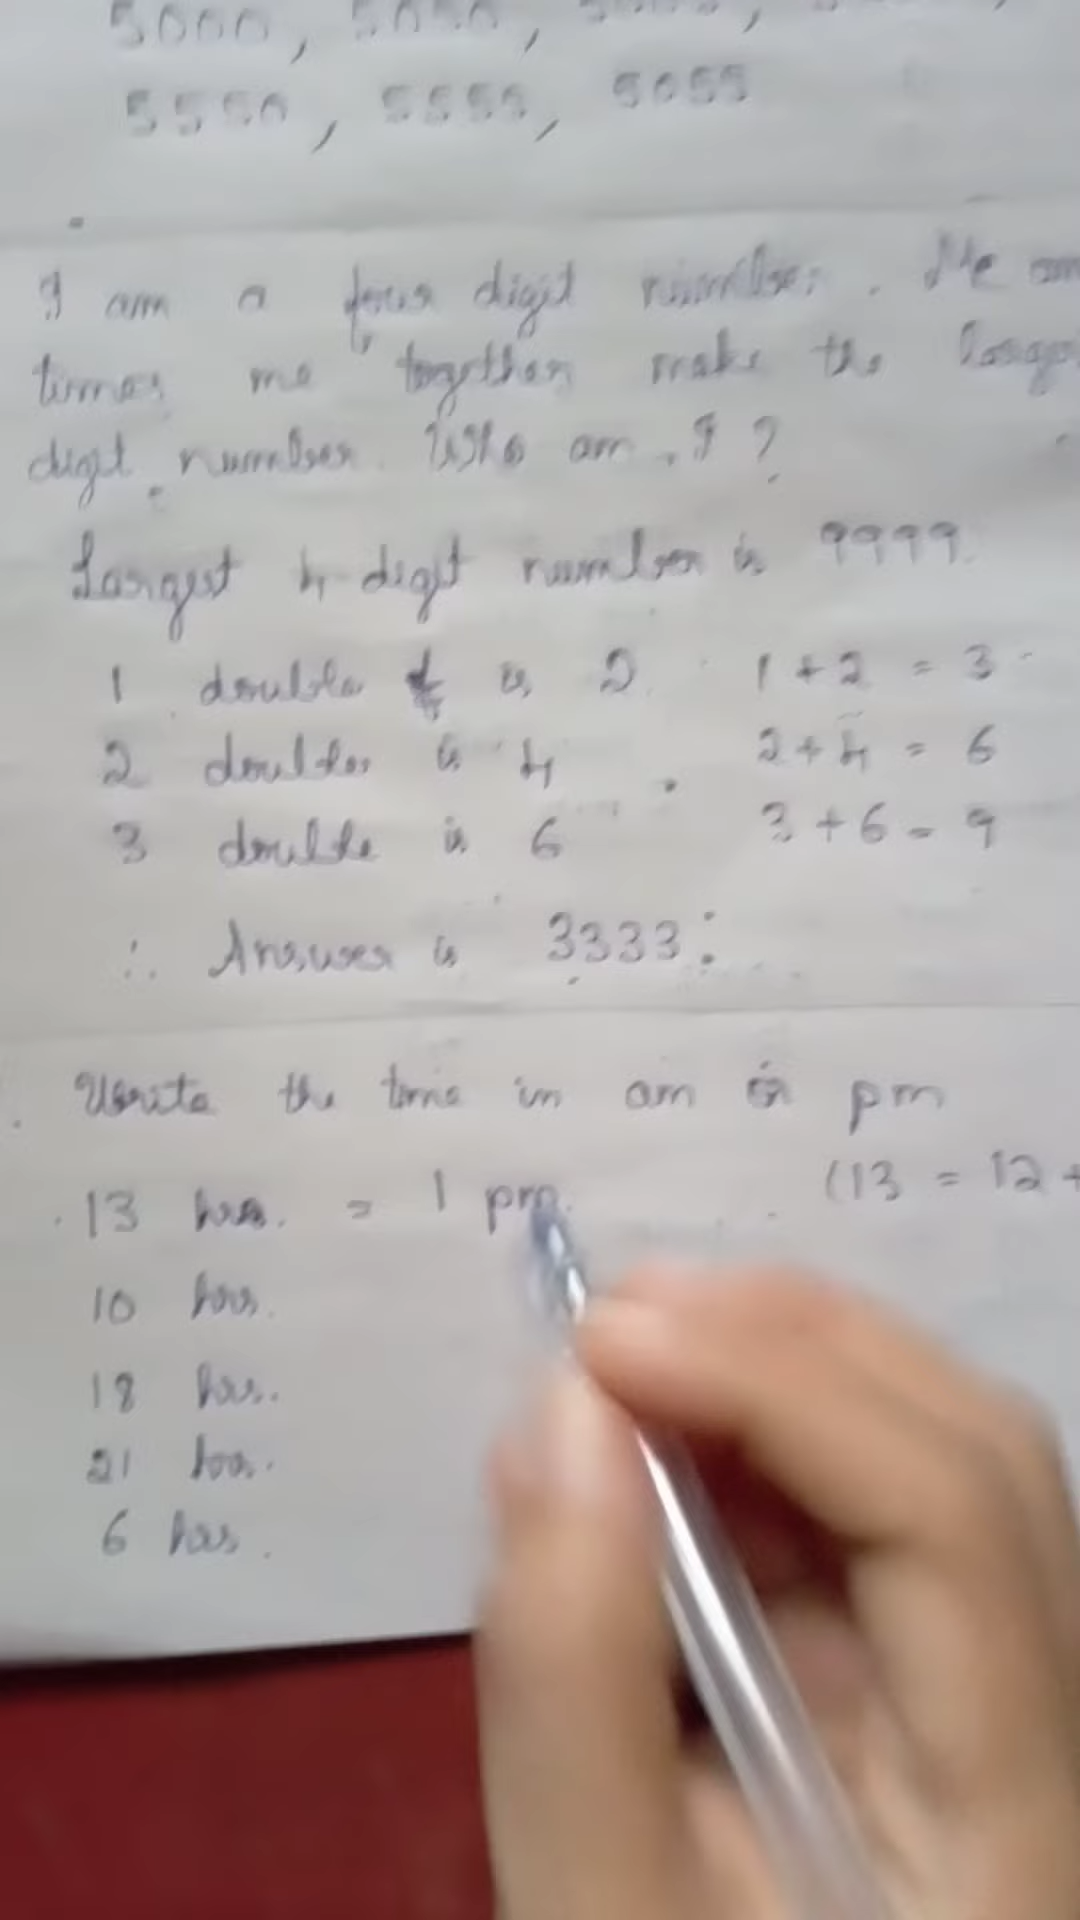 5000, 5050,
5550, 5555, 5055
I am a four digit number. Me
times me together make the
digit number. Who am I?
Largest 4 digit number is 9999.
1 double is 2. 1 + 2 = 3
2 double is 4 2 + 4 = 6
3 double is 6 3 + 6 = 9
∴ Answer is 3333
Write the time in am pm
13 hrs. = 1 pm. (13 = 12 +
10 hrs.
18 hrs.
21 hrs.
6 hrs.